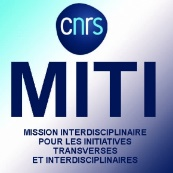 cnrs
MITI
MISSION INTERDISCIPLINAIRE
POUR LES INITIATIVES
TRANSVERSES
ET INTERDISCIPLINAIRES